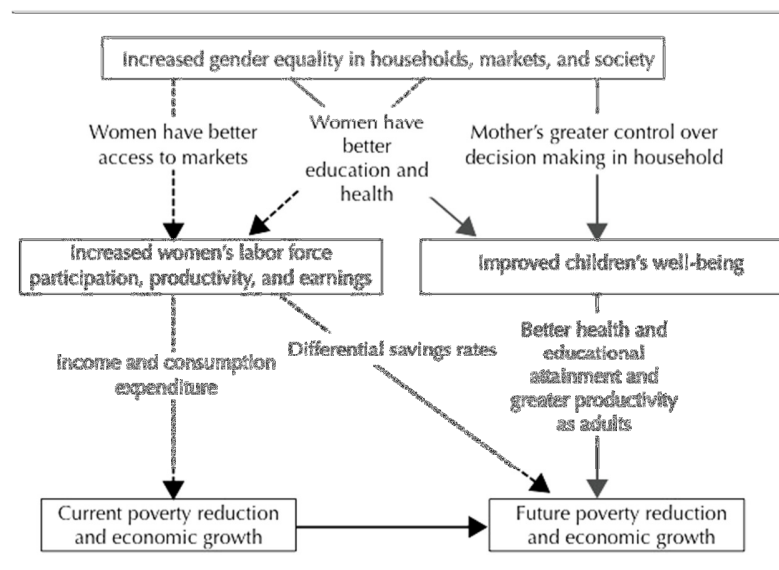 Increased gender equality in households, markets, and society
Women have better
access to markets
Women have
better
education and
health
Mother's greater control over
decision making in household
Increased women's labor force
participation, productivity, and earnings
Improved children's well-being
Income and consumption
expenditure
Differential savings rates
Better health and
educational
attainment and
greater productivity
as adults
Current poverty reduction
and economic growth
Future poverty reduction
and economic growth